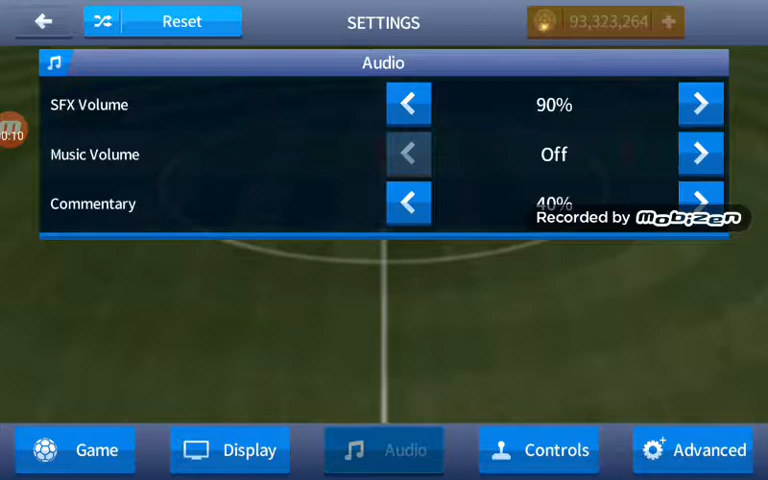 Reset
SETTINGS
93,323,264
Audio
SFX Volume 90%
0:10
Music Volume Off
Commentary 40%
Recorded by mobizen
Game Display Audio Controls Advanced